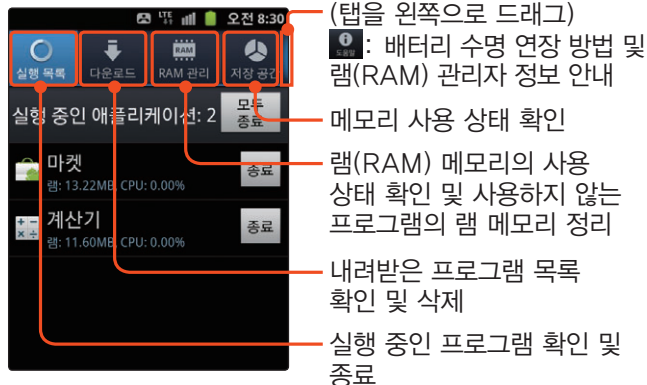 LTE 오전 8:30
실행 목록 다운로드 RAM RAM 관리 저장 공간
실행 중인 애플리케이션: 2 모두
종료
마켓
램: 13.22MB, CPU: 0.00% 종료
계산기
램: 11.60MB, CPU: 0.00% 종료
(탭을 왼쪽으로 드래그)
도움말 : 배터리 수명 연장 방법 및
램(RAM) 관리자 정보 안내
메모리 사용 상태 확인
램(RAM) 메모리의 사용
상태 확인 및 사용하지 않는
프로그램의 램 메모리 정리
내려받은 프로그램 목록
확인 및 삭제
실행 중인 프로그램 확인 및
종료